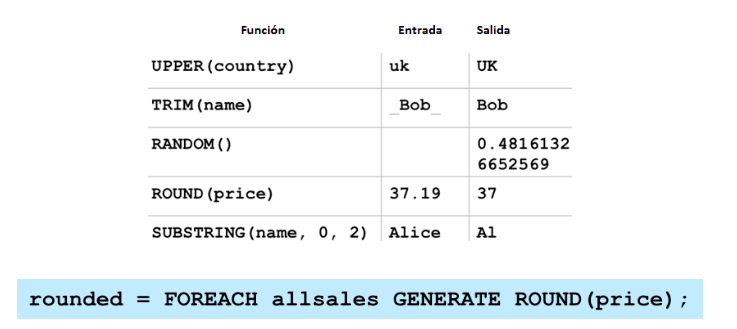 Función Entrada Salida
UPPER(country) uk UK
TRIM(name) _Bob_ Bob
RANDOM() 0.4816132
6652569
ROUND(price) 37.19 37
SUBSTRING(name, 0, 2) Alice Al
rounded = FOREACH allsales GENERATE ROUND(price);